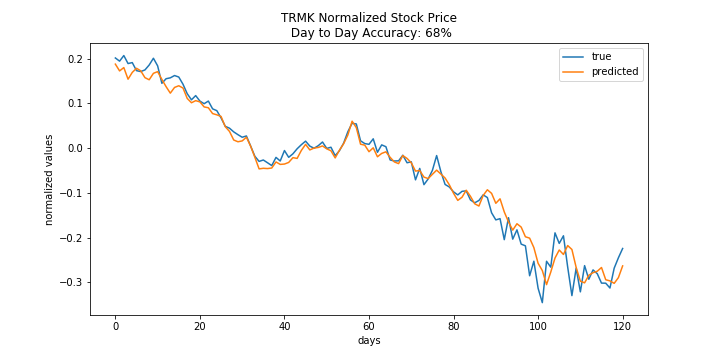 TRMK Normalized Stock Price
Day to Day Accuracy: 68%
true
predicted
normalized values
0.2
0.1
0.0
−0.1
−0.2
−0.3
0 20 40 60 80 100 120
days